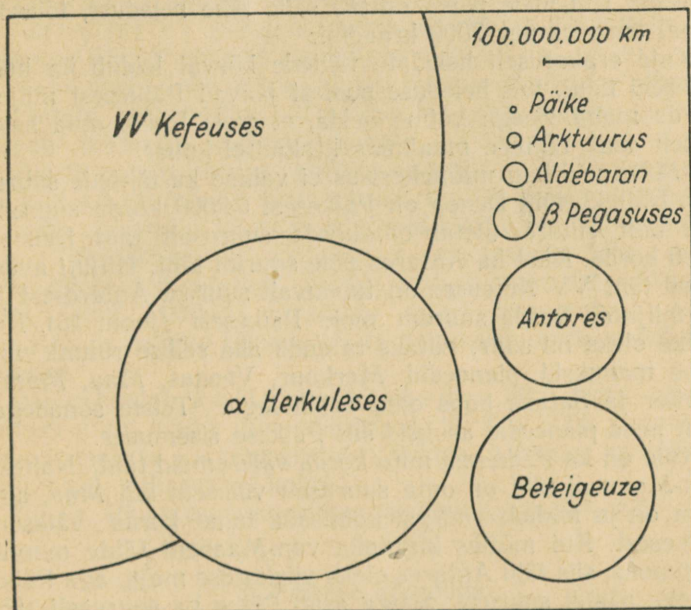 100.000.000 km
VV Kefeuses
Päike
Arktuurus
Aldebaran
β Pegasuses
Antares
α Herkuleses
Beteigeuze